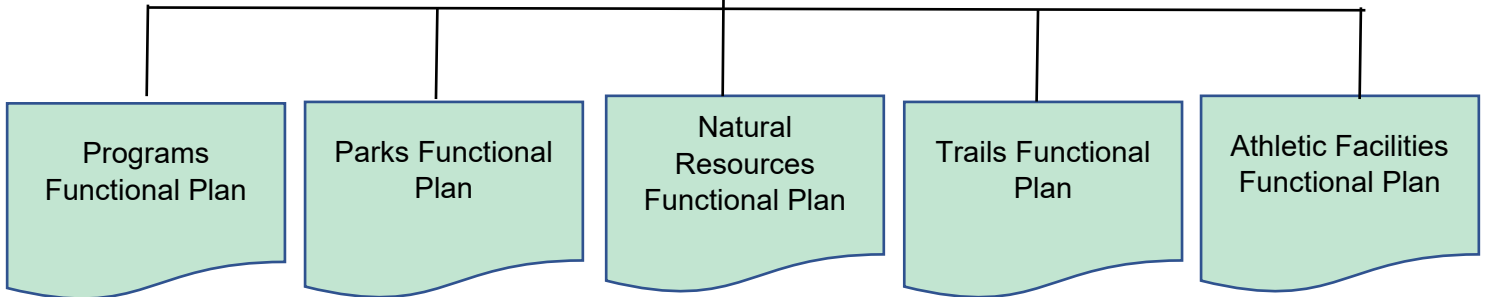 Programs
Functional Plan
Parks Functional
Plan
Natural
Resources
Functional Plan
Trails Functional
Plan
Athletic Facilities
Functional Plan